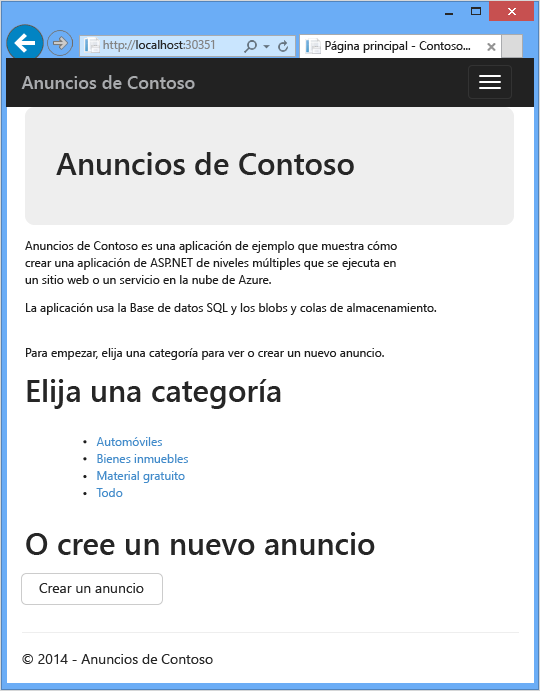 http://localhost:30351
Página principal - Contoso...
Anuncios de Contoso
Anuncios de Contoso
Anuncios de Contoso es una aplicación de ejemplo que muestra cómo
crear una aplicación de ASP.NET de niveles múltiples que se ejecuta en
un sitio web o un servicio en la nube de Azure.
La aplicación usa la Base de datos SQL y los blobs y colas de almacenamiento.
Para empezar, elija una categoría para ver o crear un nuevo anuncio.
Elija una categoría
• Automóviles
• Bienes inmuebles
• Material gratuito
• Todo
O cree un nuevo anuncio
Crear un anuncio
© 2014 - Anuncios de Contoso